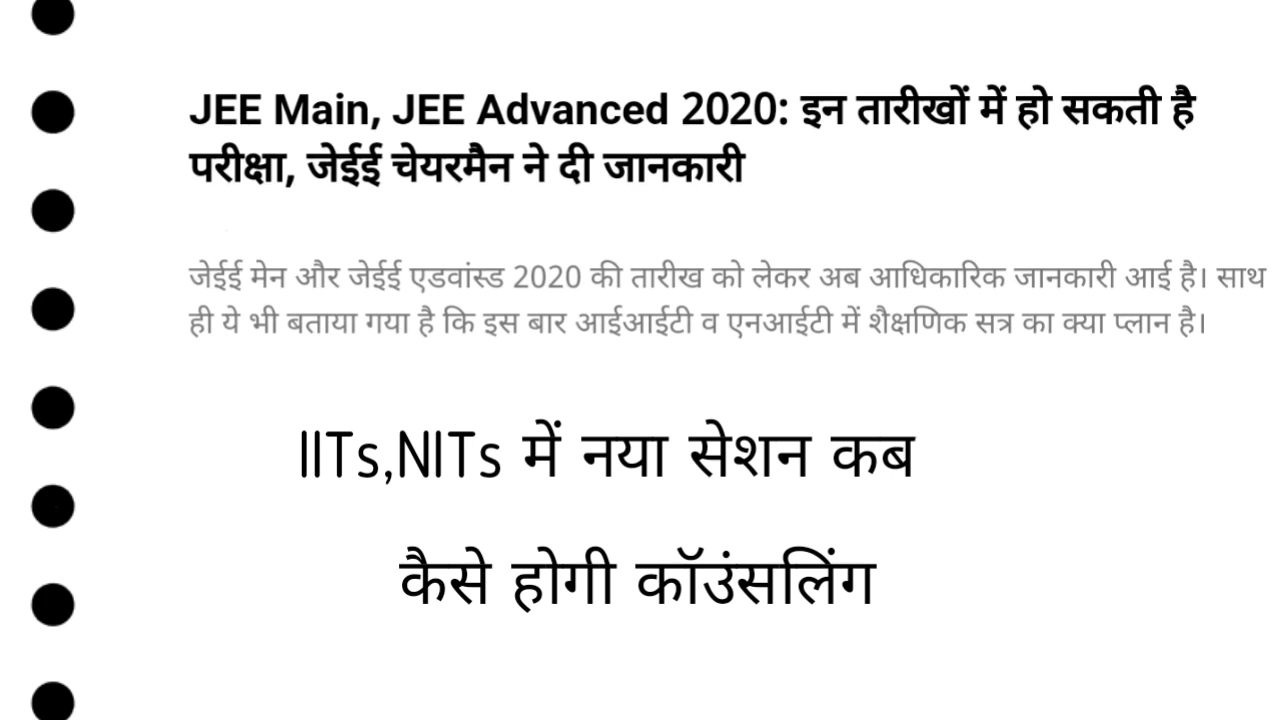 JEE Main, JEE Advanced 2020: इन तारीखों में हो सकती है
परीक्षा, जेईई चेयरमैन ने दी जानकारी
जेईई मेन और जेईई एडवांस्ड 2020 की तारीख को लेकर अब आधिकारिक जानकारी आई है। साथ
ही ये भी बताया गया है कि इस बार आईआईटी व एनआईटी में शैक्षणिक सत्र का क्या प्लान है।
IITs,NITs में नया सेशन कब
कैसे होगी कॉउंसलिंग